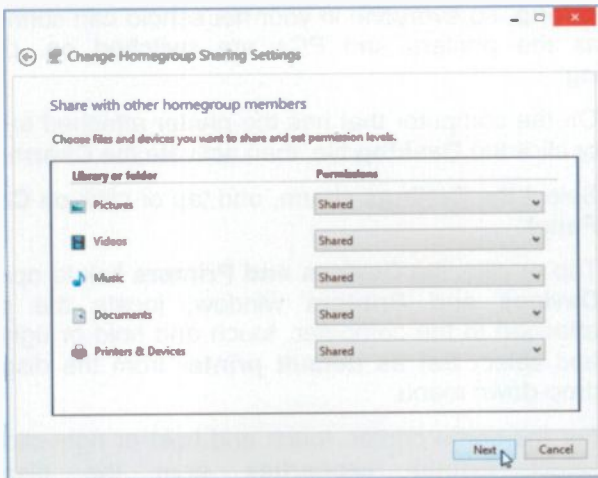 Change Homegroup Sharing Settings
Share with other homegroup members
Choose files and devices you want to share and set permission levels.
Library or folder Permissions
Pictures Shared
Videos Shared
Music Shared
Documents Shared
Printers & Devices Shared
Next Cancel